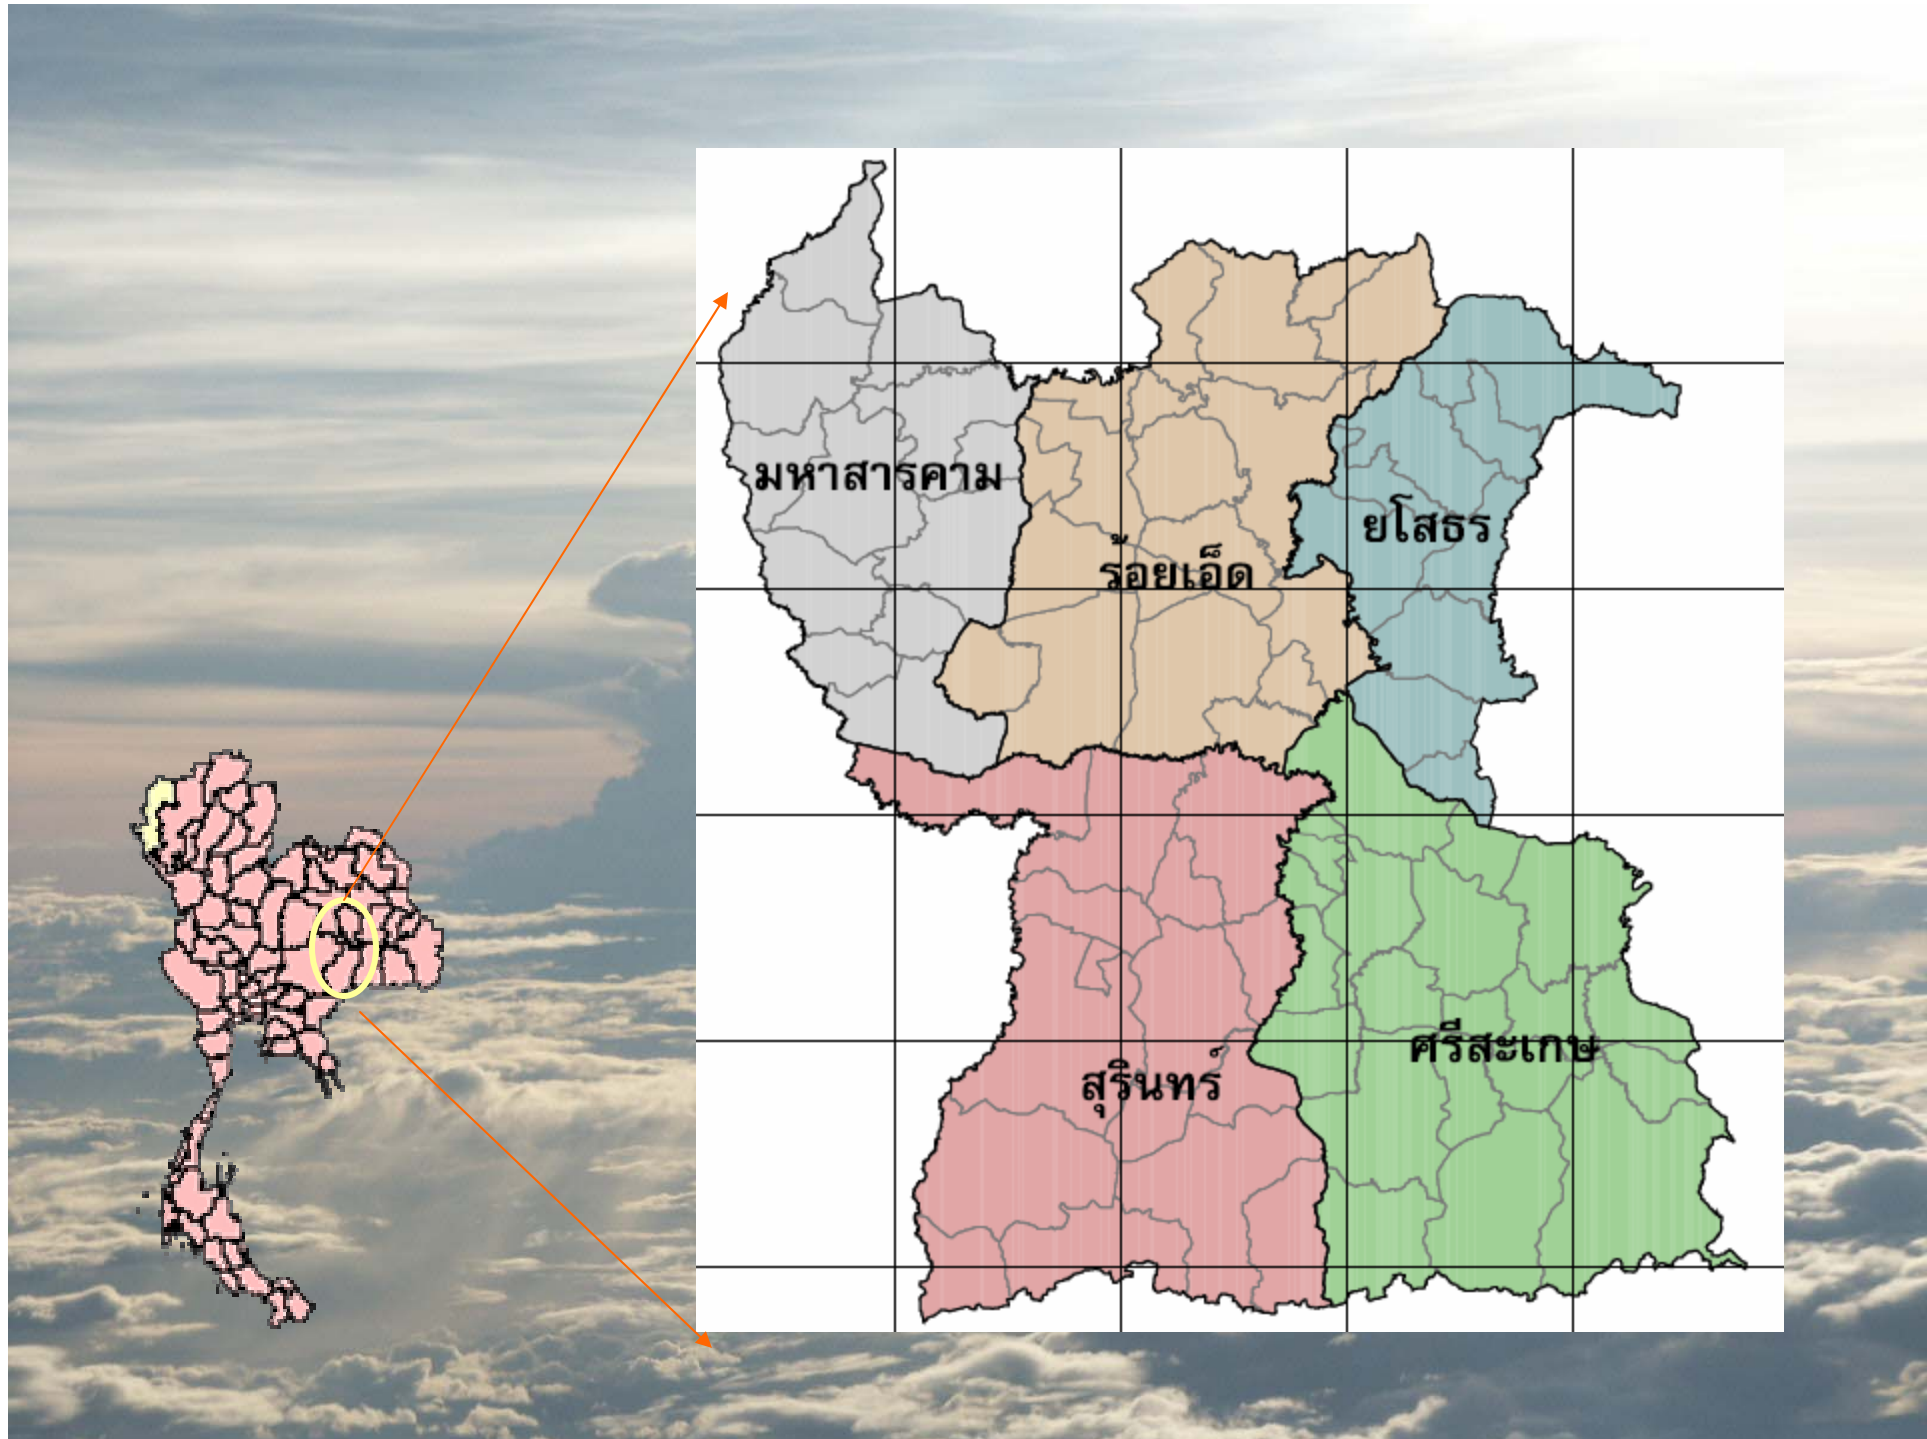 มหาสารคาม
ร้อยเอ็ด
ยโสธร
สุรินทร์
ศรีสะเกษ